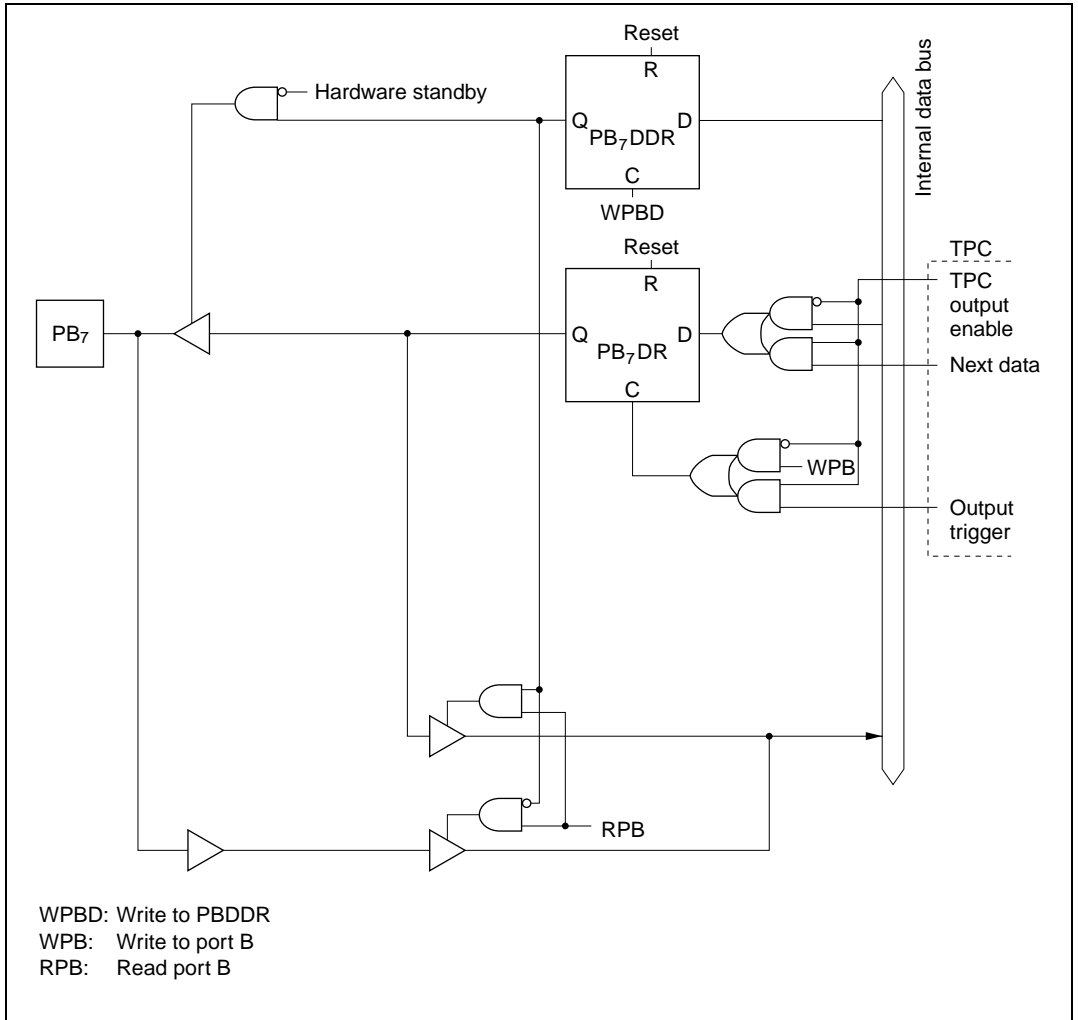 Reset
R
Hardware standby
Q
D
PB7DDR
C
WPBD
Internal data bus
Reset
R
TPC
TPC
output
enable
PB7
Q
D
PB7DR
C
Next data
WPB
Output
trigger
RPB
WPBD: Write to PBDDR
WPB: Write to port B
RPB: Read port B